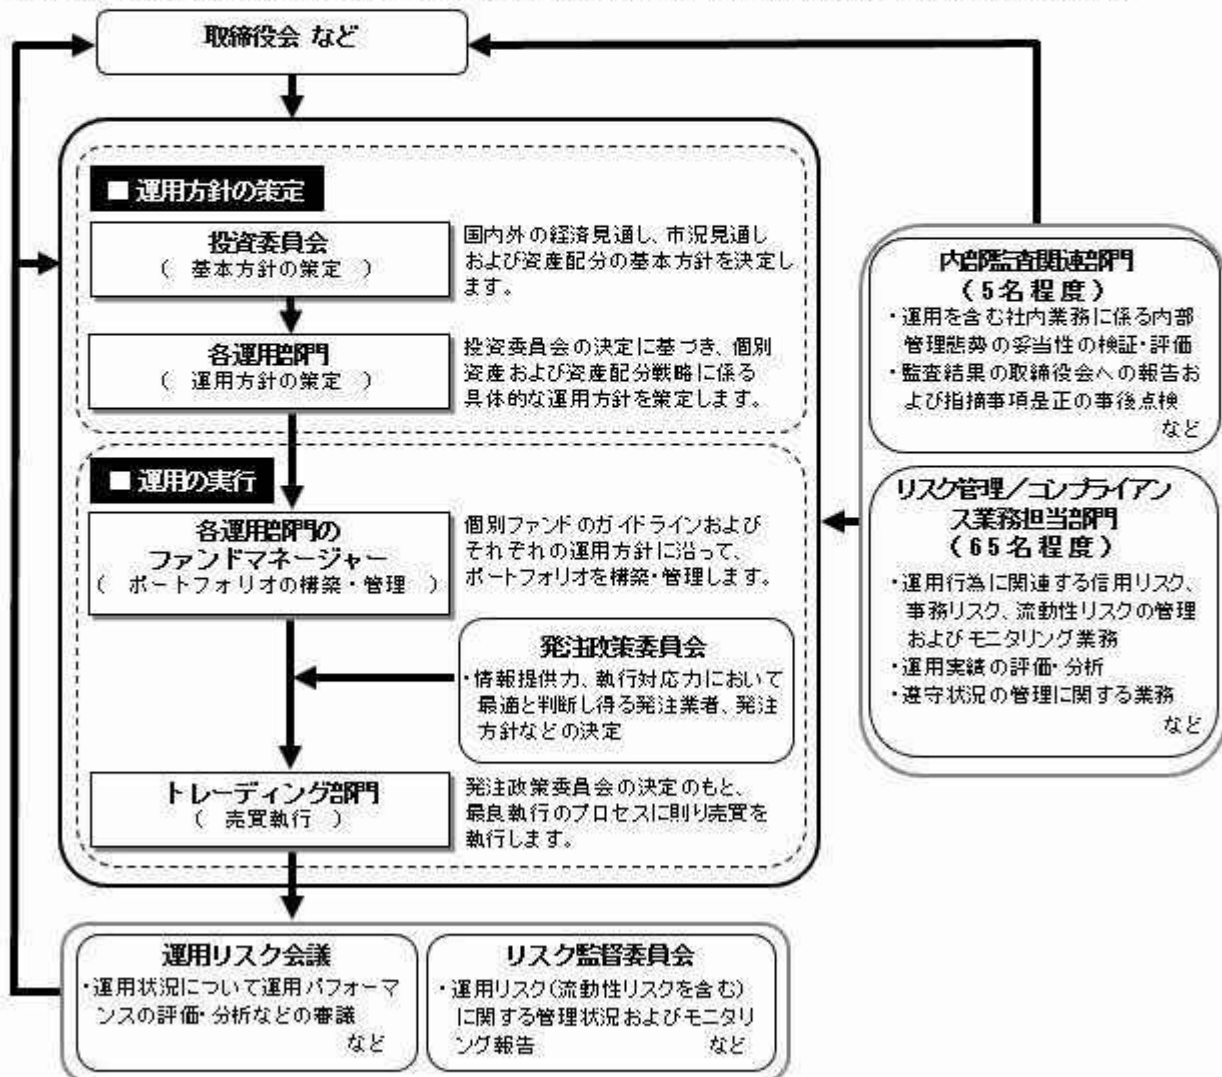 取締役会 など
■ 運用方針の策定
投資委員会
( 基本方針の策定 )
国内外の経済見通し、市況見通し
および資産配分の基本方針を決定し
ます。
各運用部門
( 運用方針の策定 )
投資委員会の決定に基づき、個別
資産および資産配分戦略に係る
具体的な運用方針を策定します。
■ 運用の実行
各運用部門の
ファンドマネージャー
( ポートフォリオの構築・管理 )
個別ファンドのガイドラインおよび
それぞれの運用方針に沿って、
ポートフォリオを構築・管理します。
発注政策委員会
・情報提供力、執行対応力において
最適と判断し得る発注業者、発注
方針などの決定
トレーディング部門
( 売買執行 )
発注政策委員会の決定のもと、
最良執行のプロセスに則り売買を
執行します。
内部監査関連部門
(5名程度)
・運用を含む社内業務に係る内部
管理態勢の妥当性の検証・評価
・監査結果の取締役会への報告お
よび指摘事項是正の事後点検
など
リスク管理/コンプライアン
ス業務担当部門
(65名程度)
・運用行為に関連する信用リスク、
事務リスク、流動性リスクの管理
およびモニタリング業務
・運用実績の評価・分析
・遵守状況の管理に関する業務
など
運用リスク会議
・運用状況について運用パフォーマ
ンスの評価・分析などの審議
など
リスク監督委員会
・運用リスク(流動性リスクを含む)
に関する管理状況およびモニタリ
ング報告 など